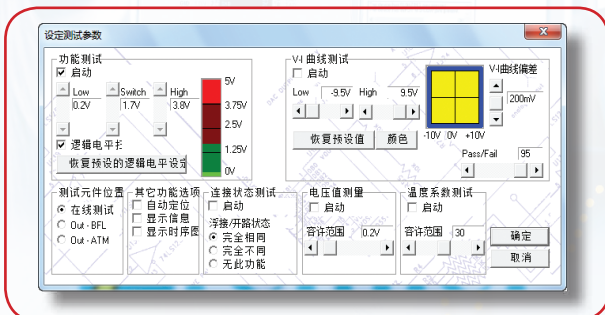 设定测试参数
功能测试
启动
Low Switch High
0.2V 1.7V 3.8V
逻辑电平扫
恢复预设的逻辑电平设定
5V
3.75V
2.5V
1.25V
0V
V-I 曲线测试
启动
Low -9.5V High 9.5V
恢复预设值 颜色
-10V 0V +10V
V-I曲线偏差
200mV
Pass/Fail 95
测试元件位置
在线测试
Out - BFL
Out - ATM
其它功能选项
自动定位
显示信息
显示时序图
连接状态测试
启动
浮接/开路状态
完全相同
完全不同
无此功能
电压值测量
启动
容许范围 0.2V
温度系数测试
启动
容许范围 30
确定
取消